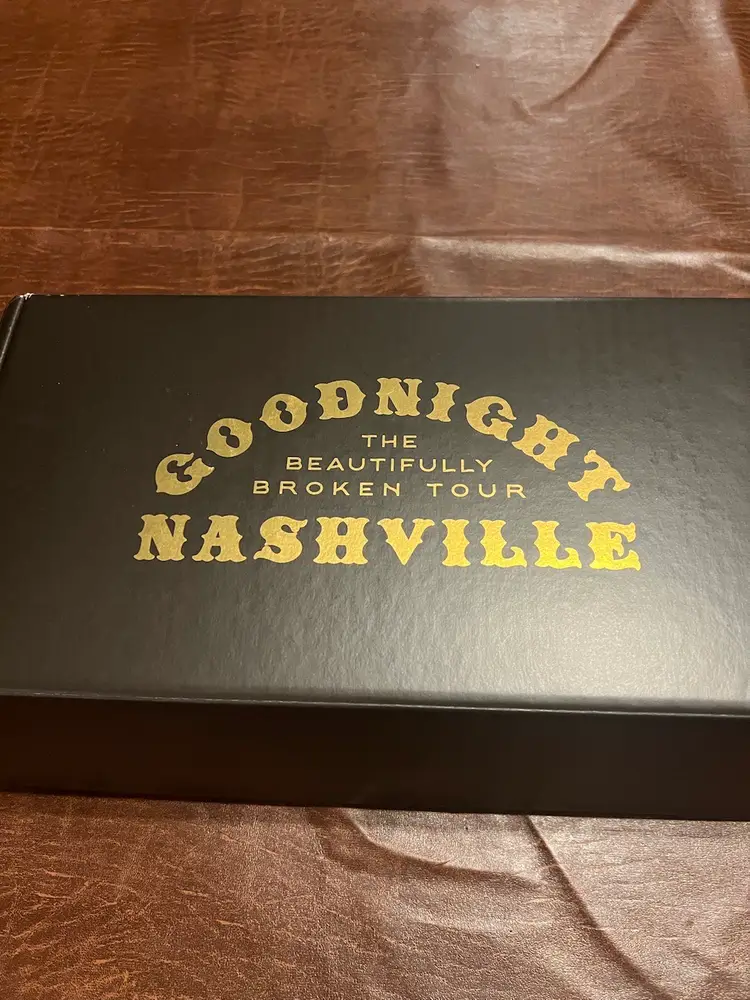 GOODNIGHT
THE
BEAUTIFULLY
BROKEN TOUR
NASHVILLE